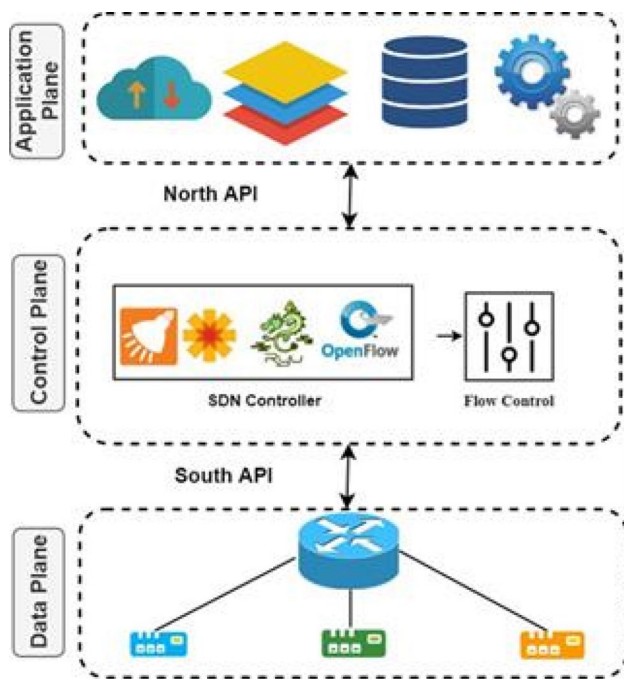 Application
Plane
North API
Control Plane
Ryu
OpenFlow
SDN Controller
Flow Control
South API
Data Plane